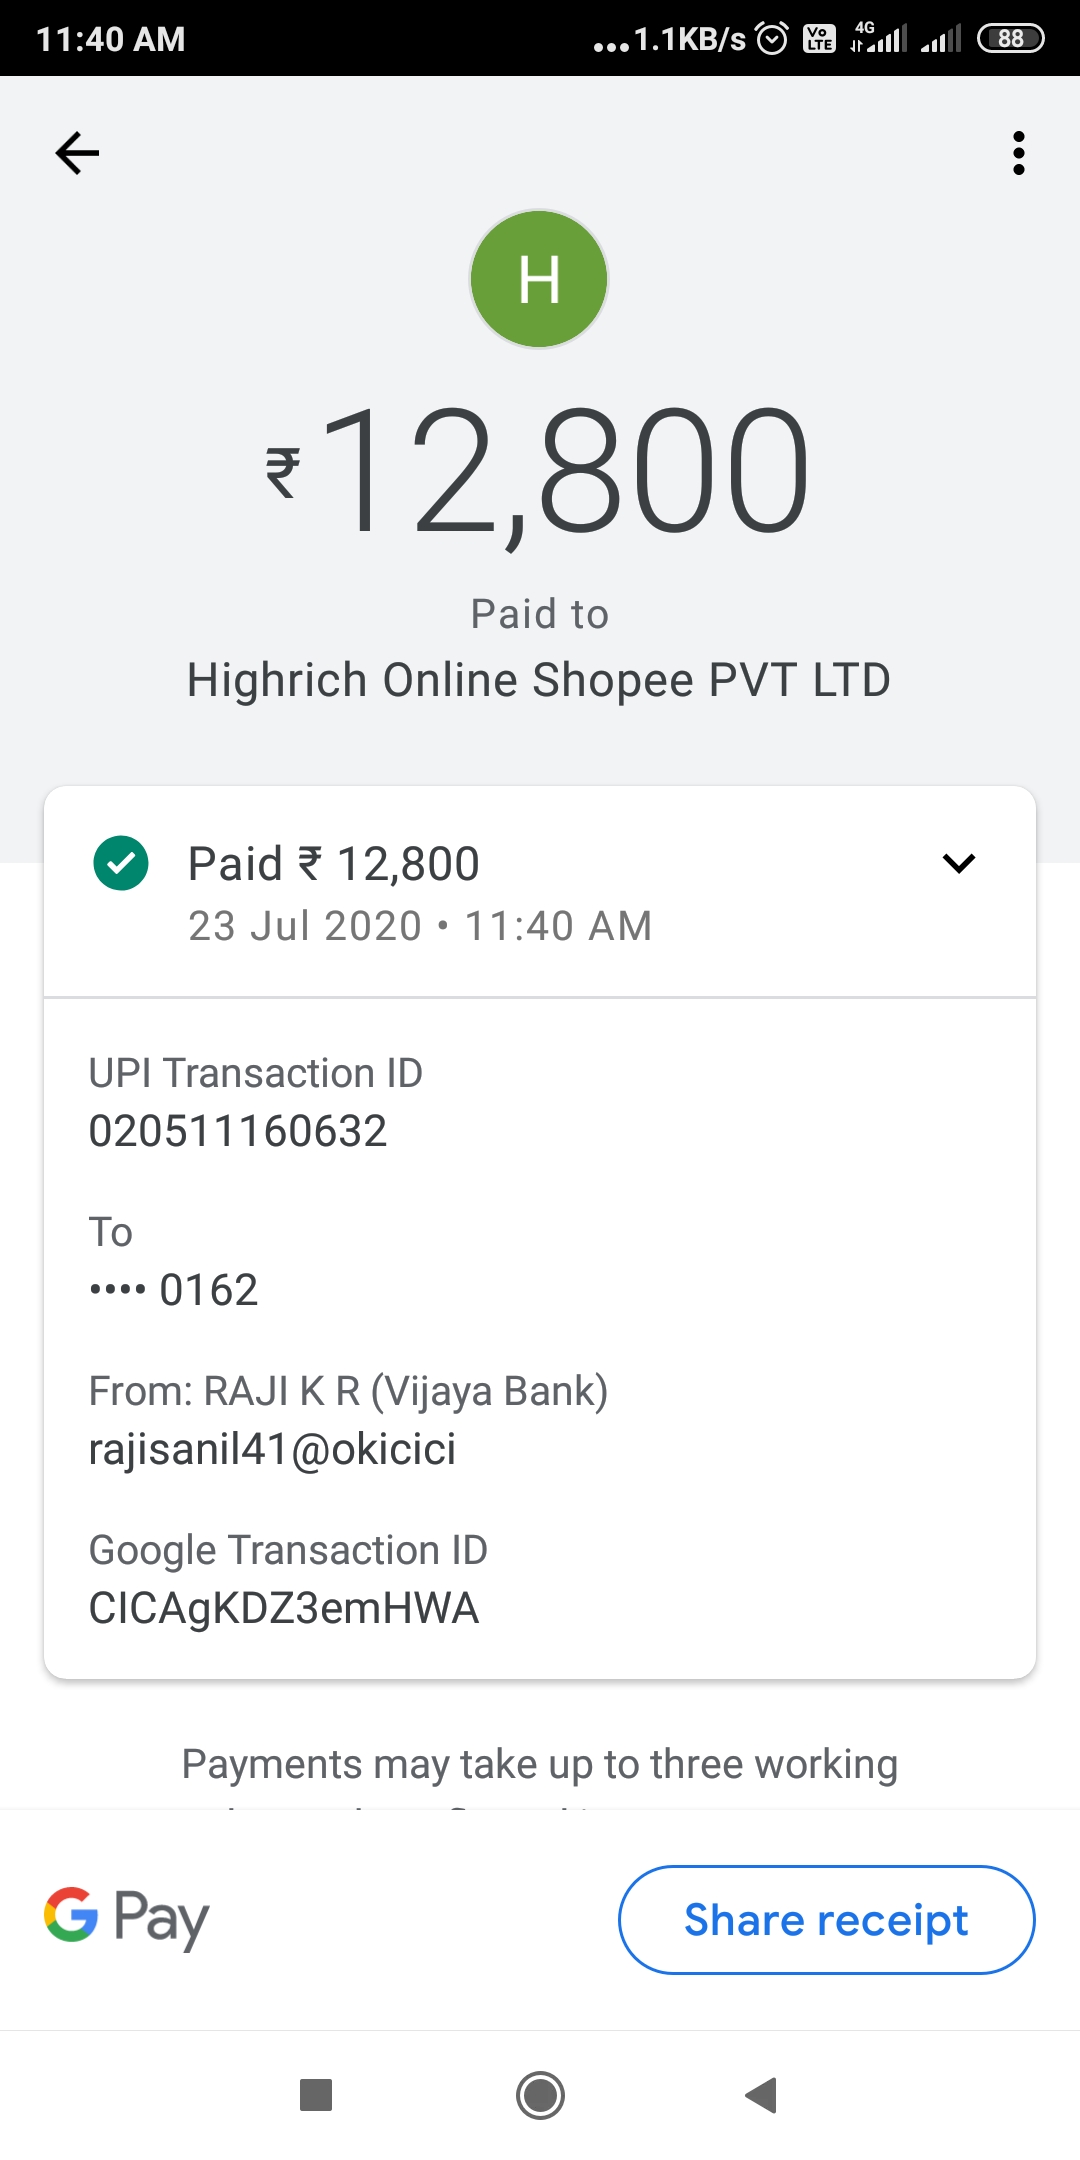 11:40 AM
...1.1KB/s Vo LTE 4G 88
H
₹12,800
Paid to
Highrich Online Shopee PVT LTD
Paid ₹ 12,800
23 Jul 2020 • 11:40 AM
UPI Transaction ID
020511160632
To
•••• 0162
From: RAJI K R (Vijaya Bank)
rajisanil41@okicici
Google Transaction ID
CICAgKDZ3emHWA
Payments may take up to three working
G Pay
Share receipt